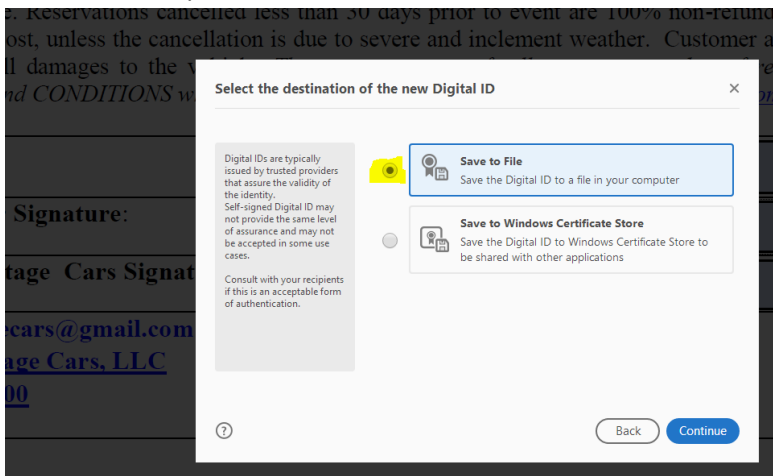 e. Reservations cancelled less than 30 days prior to event are 100% non-refund
ost, unless the cancellation is due to severe and inclement weather. Customer a
ll damages to the v
nd CONDITIONS w
Select the destination of the new Digital ID
Digital IDs are typically
issued by trusted providers
that assure the validity of
the identity.
Self-signed Digital ID may
not provide the same level
of assurance and may not
be accepted in some use
cases.
Consult with your recipients
if this is an acceptable form
of authentication.
Save to File
Save the Digital ID to a file in your computer
Save to Windows Certificate Store
Save the Digital ID to Windows Certificate Store to
be shared with other applications
Signature:
tage Cars Signat
ecars@gmail.com
age Cars, LLC
00
?
Back
Continue